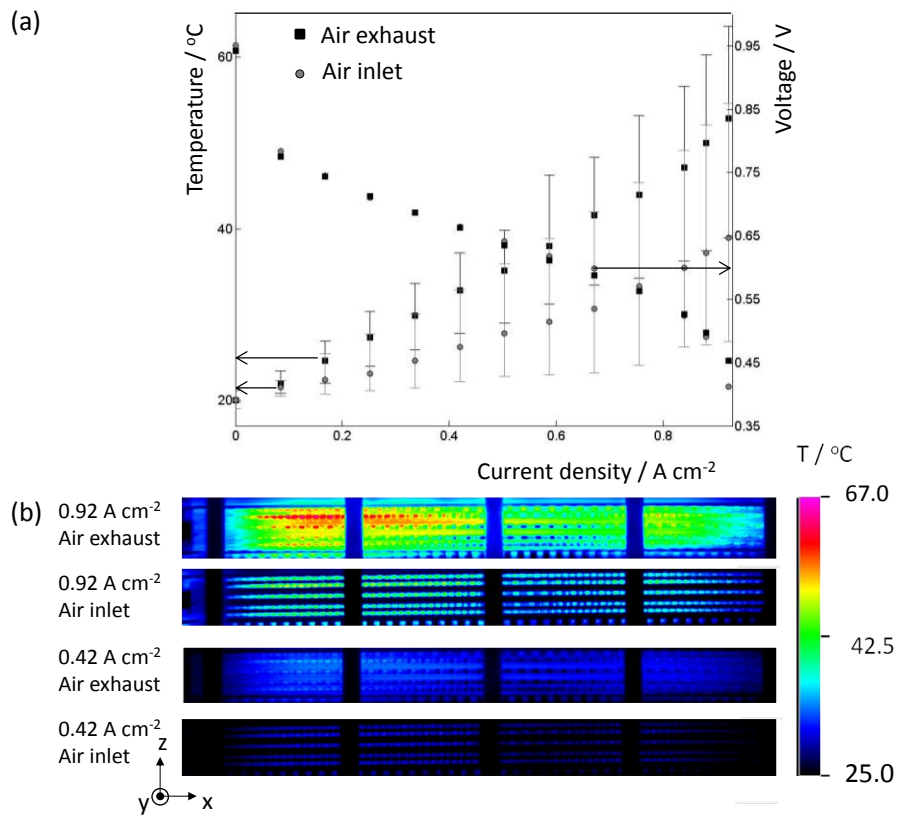 (a)
Air exhaust
Air inlet
Temperature / °C
Voltage / V
60
40
20
0.95
0.85
0.75
0.65
0.55
0.45
0.35
0 0.2 0.4 0.6 0.8
Current density / A cm-2
T / °C
(b)
0.92 A cm-2
Air exhaust
0.92 A cm-2
Air inlet
0.42 A cm-2
Air exhaust
0.42 A cm-2
Air inlet
67.0
42.5
25.0
z
y
x